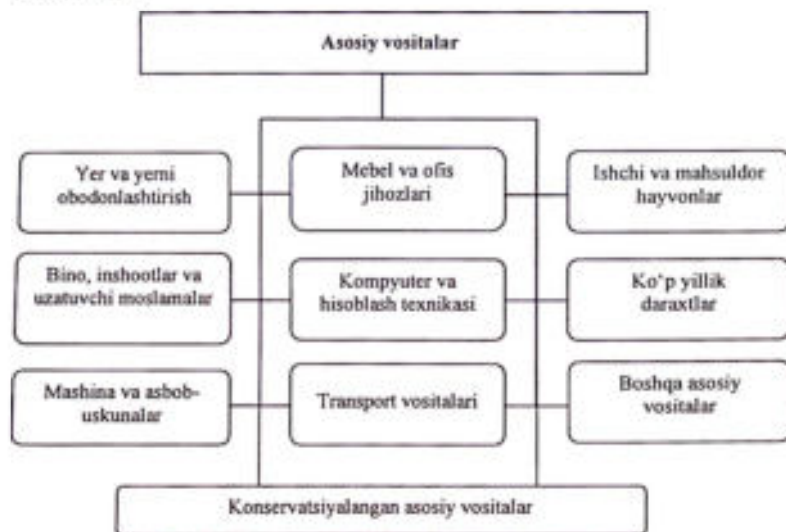 Asosiy vositalar
Yer va yerni
obodonlashtirish
Mebel va ofis
jihozlari
Ishchi va mahsuldor
hayvonlar
Bino, inshootlar va
uzatuvchi moslamalar
Kompyuter va
hisoblash texnikasi
Ko‘p yillik
daraxtlar
Mashina va asbob-
uskunalar
Transport vositalari
Boshqa asosiy
vositalar
Konservatsiyalangan asosiy vositalar